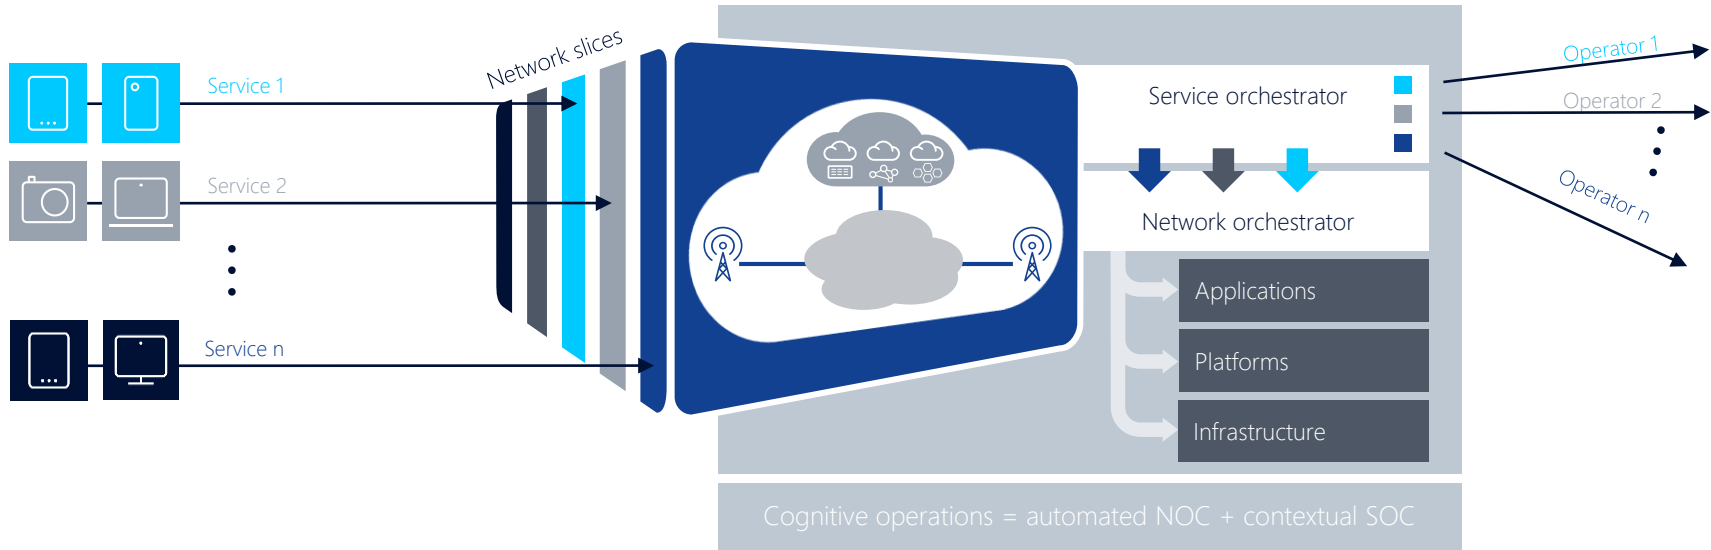 Network slices
Service 1
Service 2
Service n
Service orchestrator
Network orchestrator
Applications
Platforms
Infrastructure
Operator 1
Operator 2
Operator n
Cognitive operations = automated NOC + contextual SOC